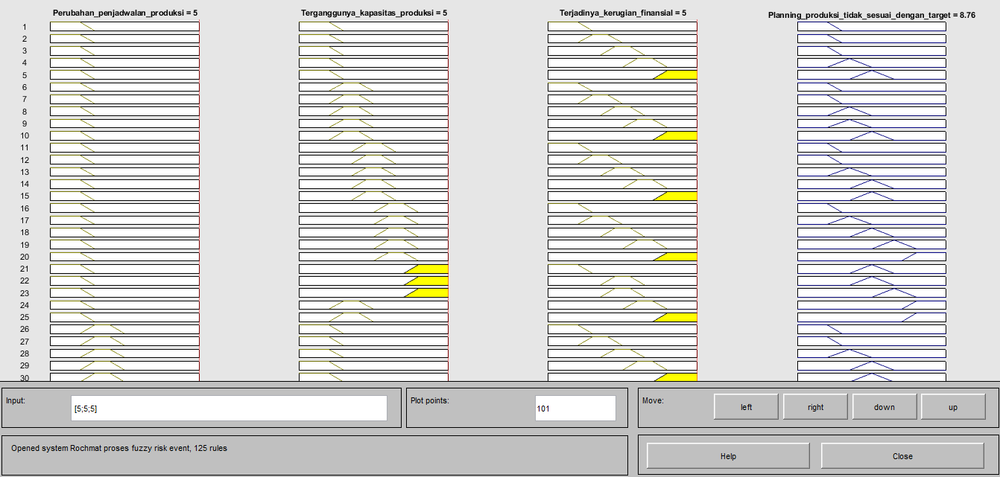 Perubahan_penjadwalan_produksi = 5
Terganggunya_kapasitas_produksi = 5
Terjadinya_kerugian_finansial = 5
Planning_produksi_tidak_sesuai_dengan_target = 8.76
1
2
3
4
5
6
7
8
9
10
11
12
13
14
15
16
17
18
19
20
21
22
23
24
25
26
27
28
29
30
Input:
[5;5;5]
Plot points:
101
Move:
left
right
down
up
Opened system Rochmat proses fuzzy risk event, 125 rules
Help
Close